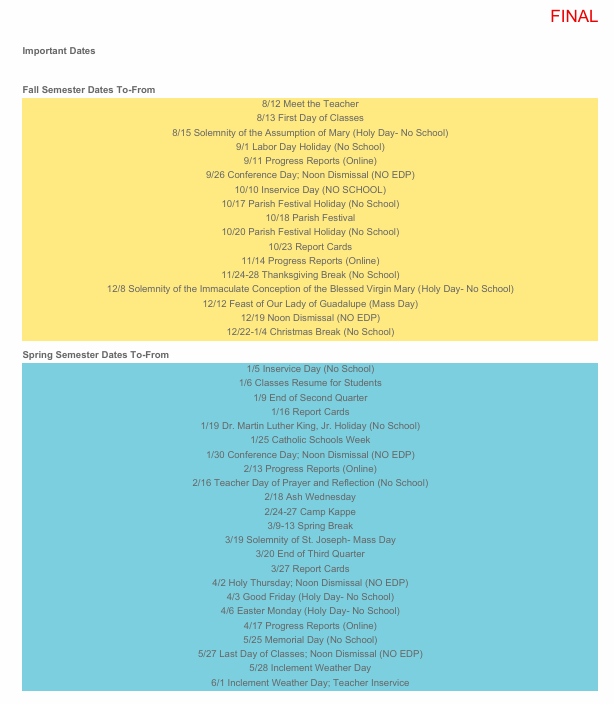 FINAL
Important Dates
Fall Semester Dates To-From
8/12 Meet the Teacher
8/13 First Day of Classes
8/15 Solemnity of the Assumption of Mary (Holy Day- No School)
9/1 Labor Day Holiday (No School)
9/11 Progress Reports (Online)
9/26 Conference Day; Noon Dismissal (NO EDP)
10/10 Inservice Day (NO SCHOOL)
10/17 Parish Festival Holiday (No School)
10/18 Parish Festival
10/20 Parish Festival Holiday (No School)
10/23 Report Cards
11/14 Progress Reports (Online)
11/24-28 Thanksgiving Break (No School)
12/8 Solemnity of the Immaculate Conception of the Blessed Virgin Mary (Holy Day- No School)
12/12 Feast of Our Lady of Guadalupe (Mass Day)
12/19 Noon Dismissal (NO EDP)
12/22-1/4 Christmas Break (No School)
Spring Semester Dates To-From
1/5 Inservice Day (No School)
1/6 Classes Resume for Students
1/9 End of Second Quarter
1/16 Report Cards
1/19 Dr. Martin Luther King, Jr. Holiday (No School)
1/25 Catholic Schools Week
1/30 Conference Day; Noon Dismissal (NO EDP)
2/13 Progress Reports (Online)
2/16 Teacher Day of Prayer and Reflection (No School)
2/18 Ash Wednesday
2/24-27 Camp Kappe
3/9-13 Spring Break
3/19 Solemnity of St. Joseph- Mass Day
3/20 End of Third Quarter
3/27 Report Cards
4/2 Holy Thursday; Noon Dismissal (NO EDP)
4/3 Good Friday (Holy Day- No School)
4/6 Easter Monday (Holy Day- No School)
4/17 Progress Reports (Online)
5/25 Memorial Day (No School)
5/27 Last Day of Classes; Noon Dismissal (NO EDP)
5/28 Inclement Weather Day
6/1 Inclement Weather Day; Teacher Inservice